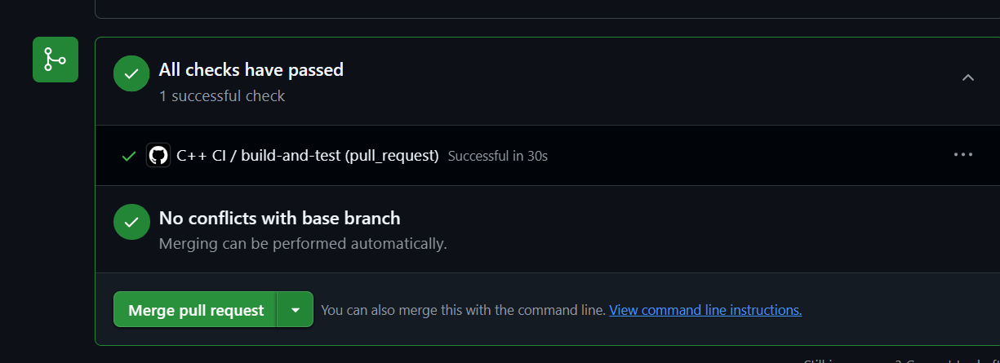 All checks have passed
1 successful check
C++ CI / build-and-test (pull_request) Successful in 30s
No conflicts with base branch
Merging can be performed automatically.
Merge pull request You can also merge this with the command line. View command line instructions.